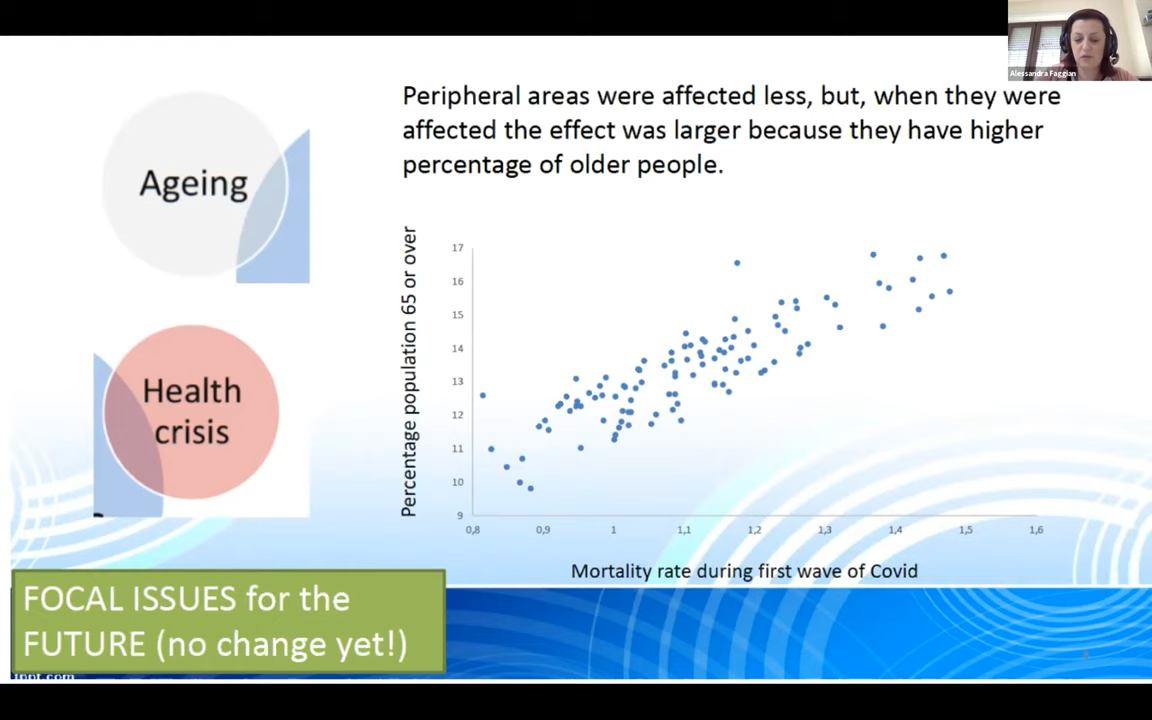 Alessandra Faggian
Peripheral areas were affected less, but, when they were
affected the effect was larger because they have higher
percentage of older people.
Ageing
Health
crisis
Percentage population 65 or over
17
16
15
14
13
12
11
10
9
0,8
0,9
1
1,1
1,2
1,3
1,4
1,5
1,6
Mortality rate during first wave of Covid
FOCAL ISSUES for the
FUTURE (no change yet!)